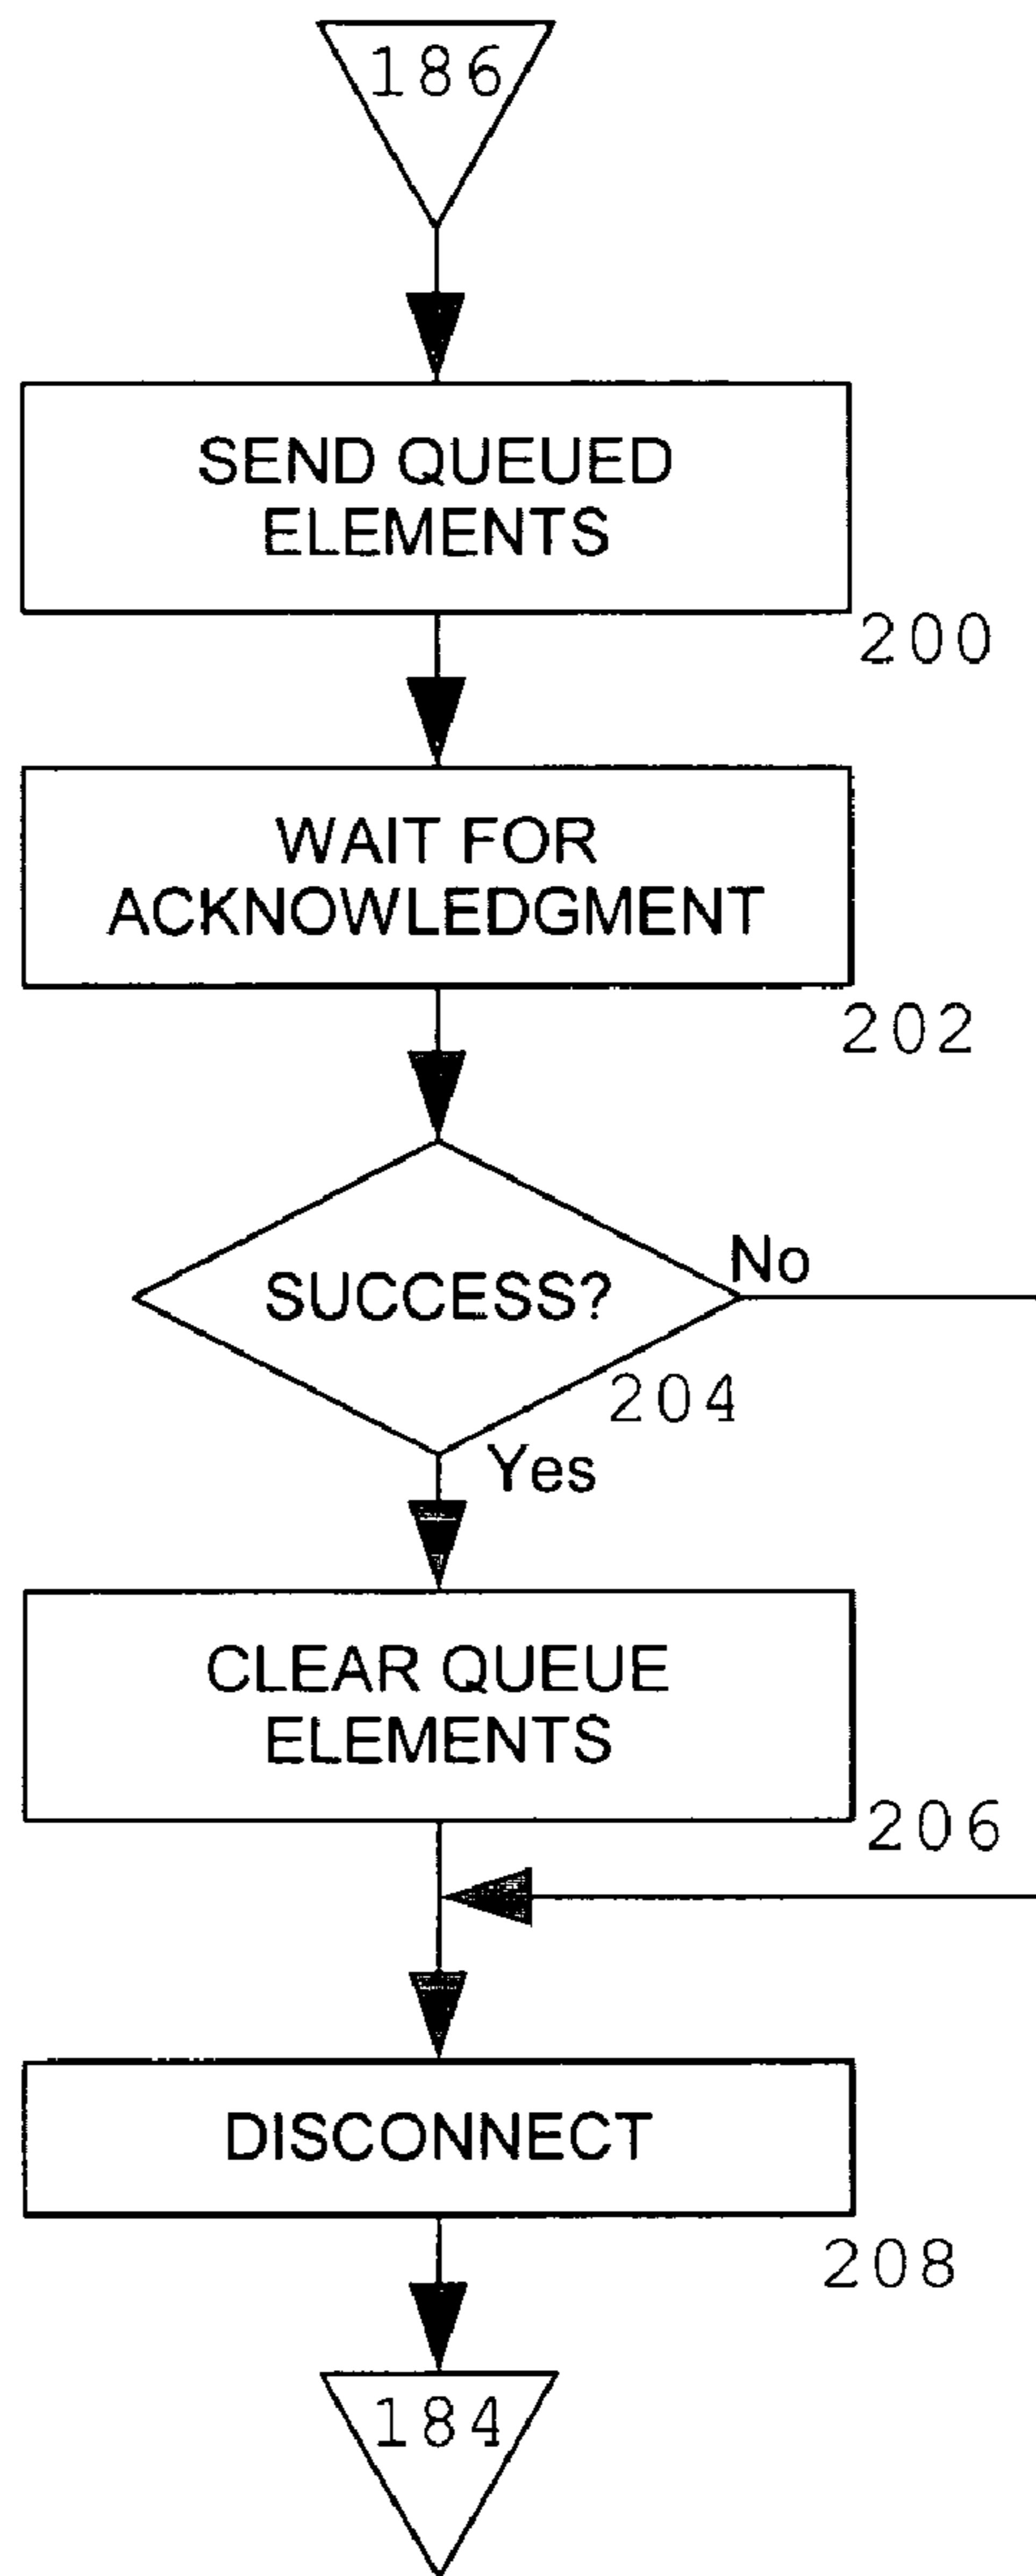 186
SEND QUEUED
ELEMENTS
200
WAIT FOR
ACKNOWLEDGMENT
202
No
SUCCESS?
204
Yes
CLEAR QUEUE
ELEMENTS
206
DISCONNECT
208
184